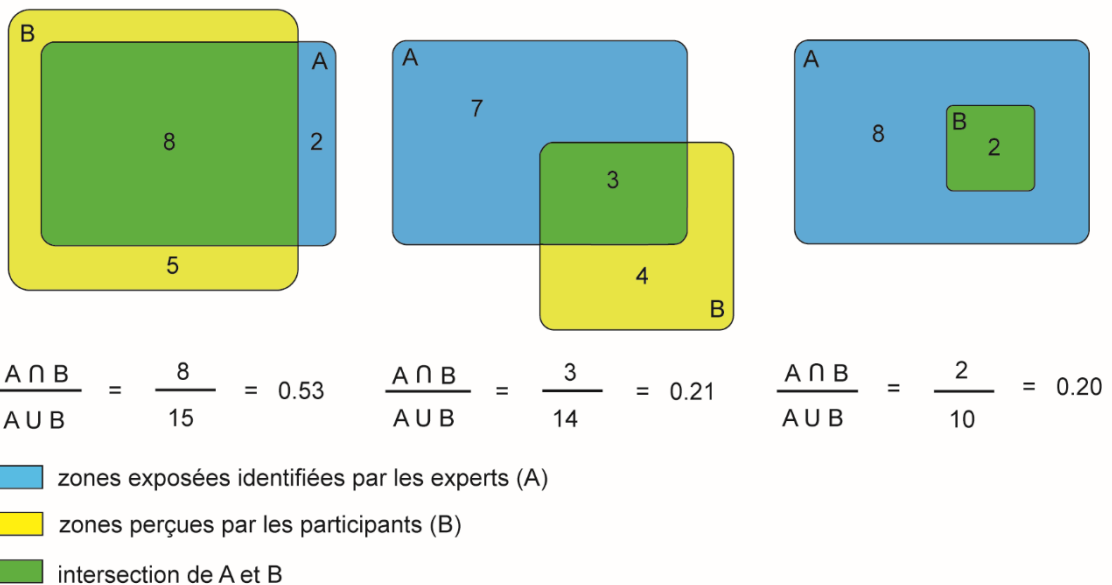 B
A
8
2
5
A
7
3
4
B
A
8
B
2
A ∩ B = 8 = 0.53
A U B 15
A ∩ B = 3 = 0.21
A U B 14
A ∩ B = 2 = 0.20
A U B 10
zones exposées identifiées par les experts (A)
zones perçues par les participants (B)
intersection de A et B